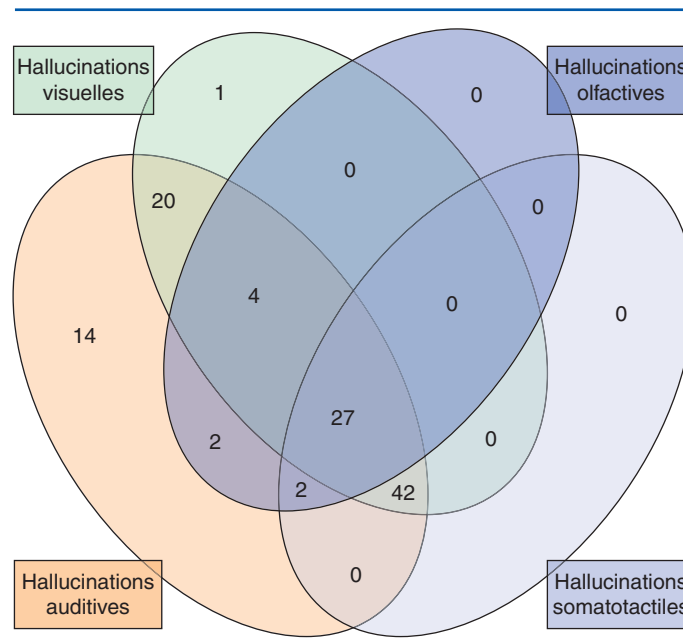 Hallucinations
visuelles
Hallucinations
olfactives
1
0
0
20
0
4
0
0
14
27
2
0
2
42
0
Hallucinations
auditives
Hallucinations
somatotactiles